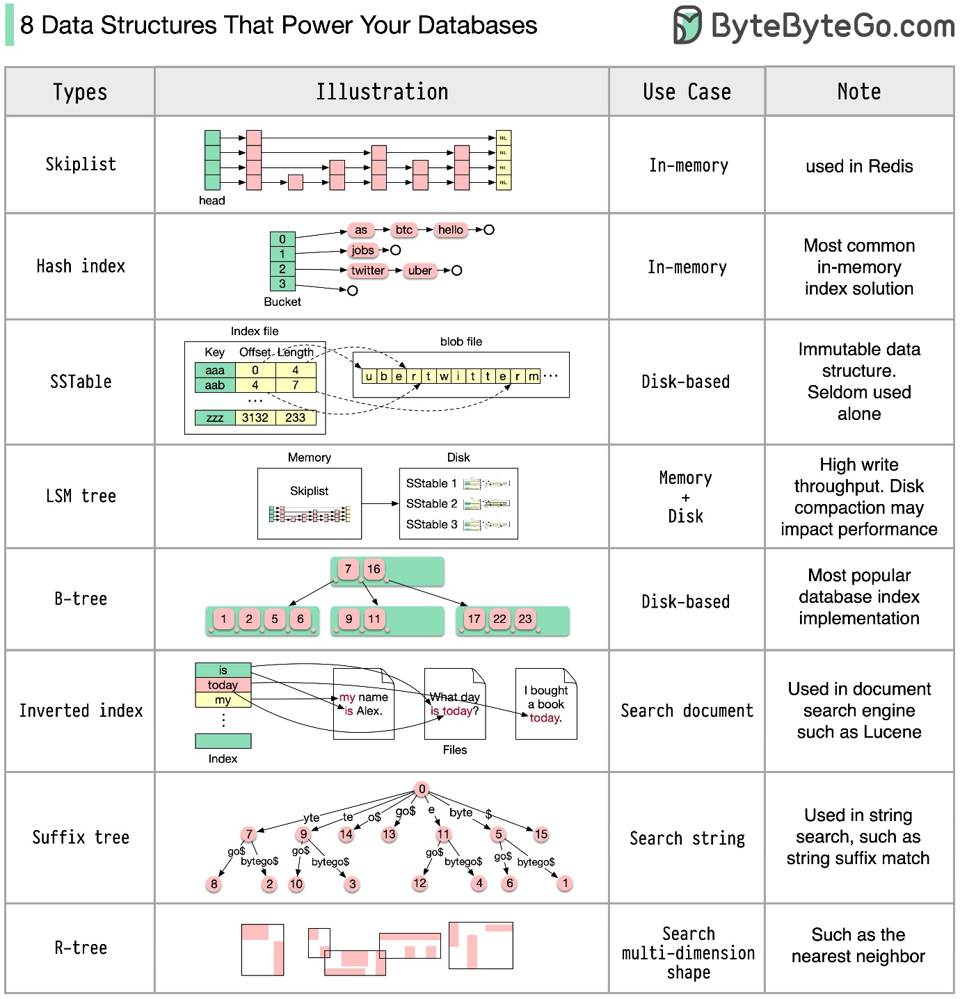 8 Data Structures That Power Your Databases
ByteByteGo.com
Types
Illustration
Use Case
Note
Skiplist
NIL
NIL
NIL
NIL
head
In-memory
used in Redis
Hash index
0
1
2
3
Bucket
as
btc
hello
jobs
twitter
uber
In-memory
Most common
in-memory
index solution
SSTable
Index file
Key Offset Length
aaa 0 4
aab 4 7
...
zzz 3132 233
blob file
u b e r t w i t t e r m ...
Disk-based
Immutable data
structure.
Seldom used
alone
LSM tree
Memory
Skiplist
Disk
SSTable 1
SSTable 2
SSTable 3
Memory
+
Disk
High write
throughput. Disk
compaction may
impact performance
B-tree
7 16
1 2 5 6
9 11
17 22 23
Disk-based
Most popular
database index
implementation
Inverted index
is
today
my
Index
my name
is Alex.
What day
is today?
I bought
a book
today.
Files
Search document
Used in document
search engine
such as Lucene
Suffix tree
0
yte te o$ go$ e byte $
7 9 14 13 11 5 15
go$ bytego$ go$ bytego$ go$ bytego$ go$ bytego$
8 2 10 3 12 4 6 1
Search string
Used in string
search, such as
string suffix match
R-tree
Search
multi-dimension
shape
Such as the
nearest neighbor